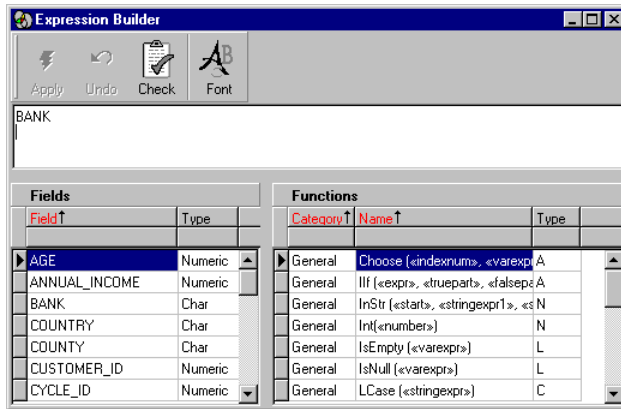 Expression Builder
Apply Undo Check Font
BANK
Fields Functions
Field Type Category Name Type
AGE Numeric General Choose («indexnum», «varexpr A
ANNUAL_INCOME Numeric General IIf («expr», «truepart», «falsepa A
BANK Char General InStr («start», «stringexpr1», «s N
COUNTRY Char General Int(«number») N
COUNTY Char General IsEmpty («varexpr») L
CUSTOMER_ID Numeric General IsNull («varexpr») L
CYCLE_ID Numeric General LCase («stringexpr») C